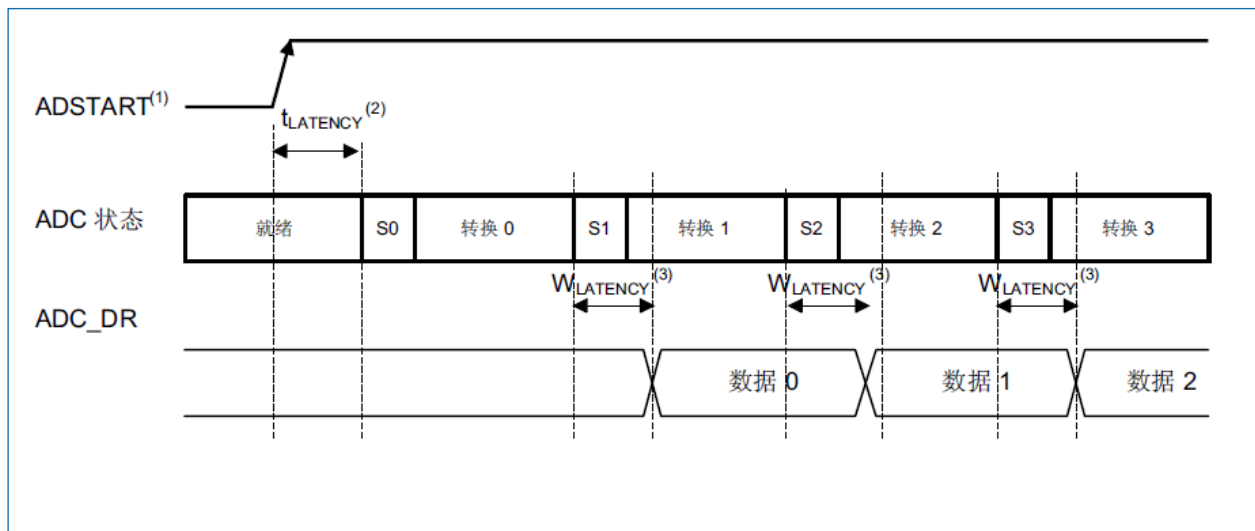 ADSTART(1)
tLATENCY(2)
ADC 状态
就绪 S0 转换 0 S1 转换 1 S2 转换 2 S3 转换 3
WLATENCY(3) WLATENCY(3) WLATENCY(3)
ADC_DR
数据 0 数据 1 数据 2